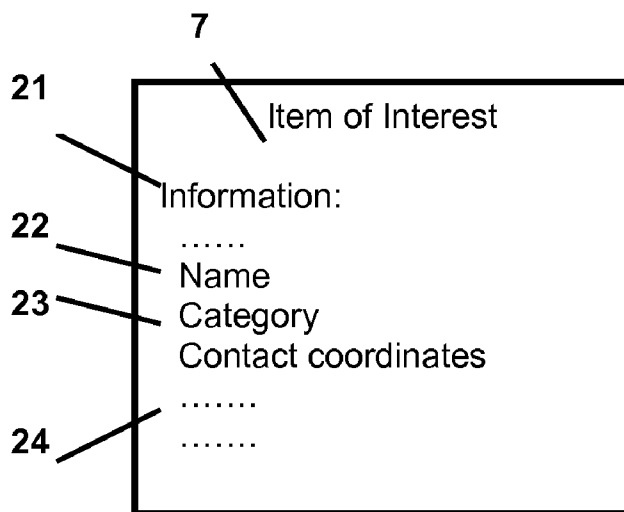 7
21
Item of Interest
Information:
......
22
Name
23
Category
Contact coordinates
.......
24
.......